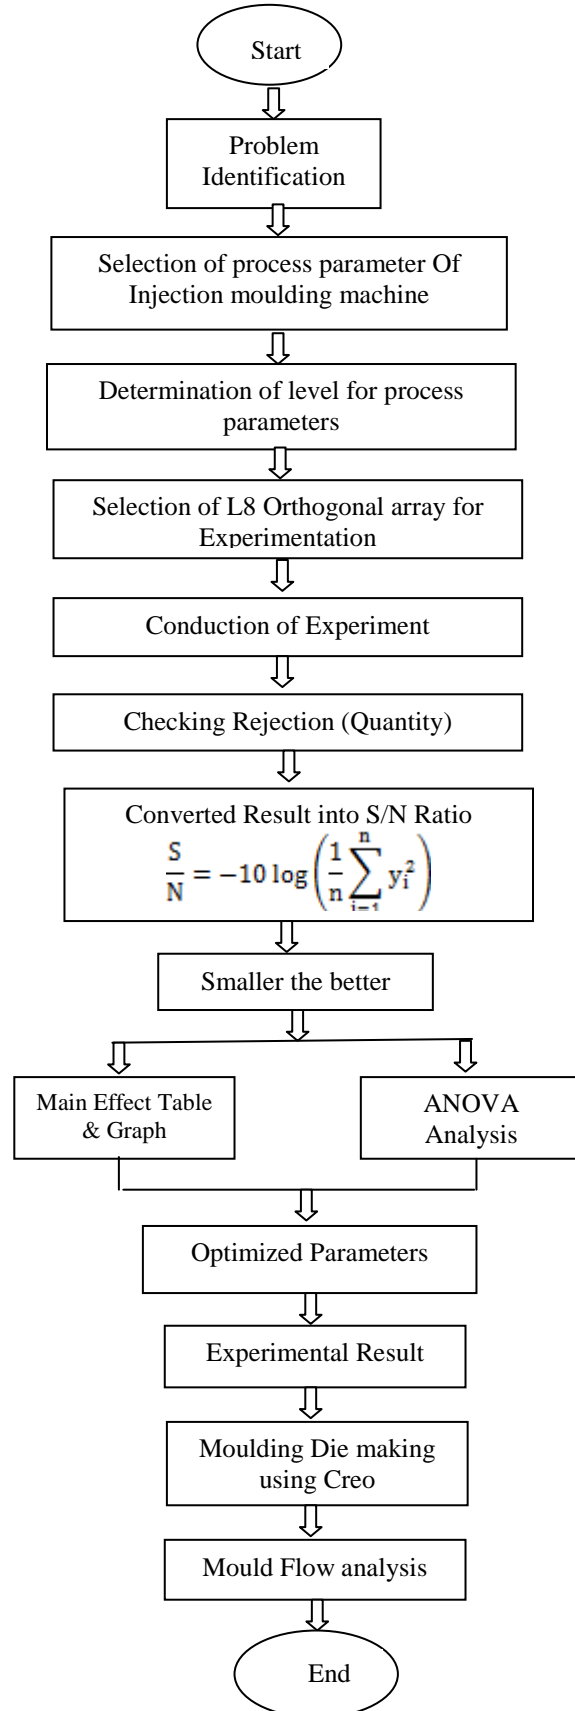 Start
Problem
Identification
Selection of process parameter Of
Injection moulding machine
Determination of level for process
parameters
Selection of L8 Orthogonal array for
Experimentation
Conduction of Experiment
Checking Rejection (Quantity)
Converted Result into S/N Ratio
S/N = −10 log(1/n ∑ⁿᵢ₌₁ yᵢ²)
Smaller the better
Main Effect Table
& Graph
ANOVA
Analysis
Optimized Parameters
Experimental Result
Moulding Die making
using Creo
Mould Flow analysis
End